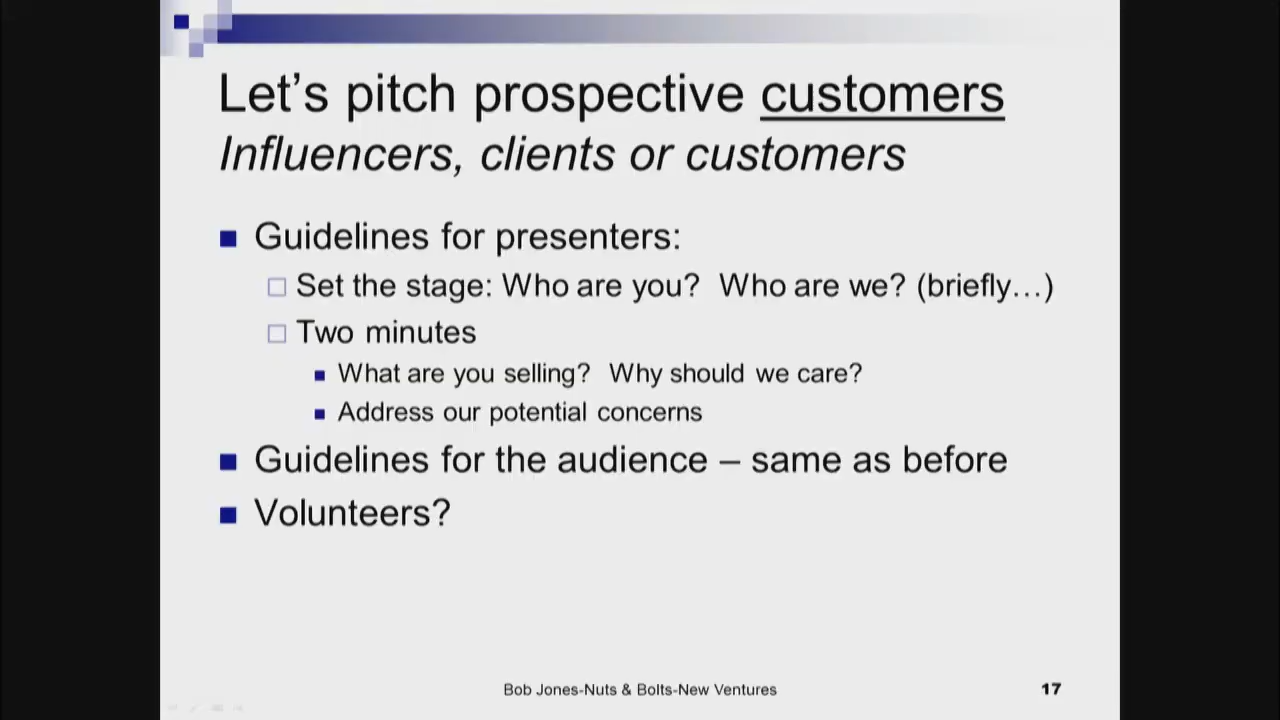 Let's pitch prospective customers
Influencers, clients or customers
Guidelines for presenters:
Set the stage: Who are you?  Who are we? (briefly…)
Two minutes
What are you selling?  Why should we care?
Address our potential concerns
Guidelines for the audience – same as before
Volunteers?
Bob Jones-Nuts & Bolts-New Ventures
17